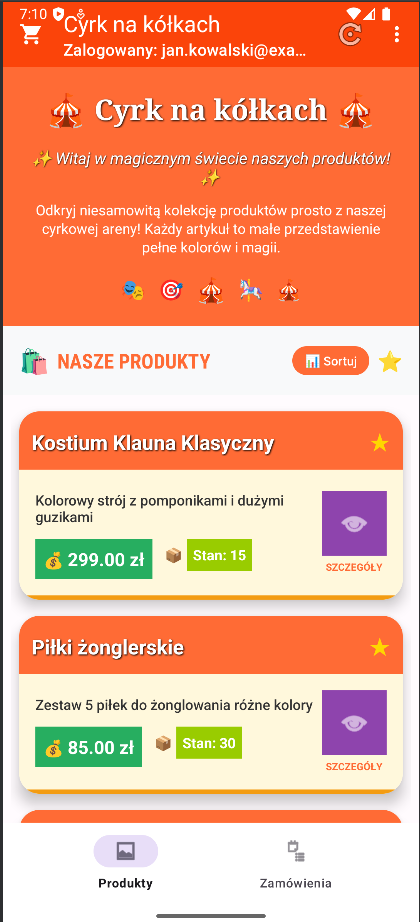 7:10
Cyrk na kółkach
Zalogowany: jan.kowalski@exa...
Cyrk na kółkach
✨ Witaj w magicznym świecie naszych produktów!
✨
Odkryj niesamowitą kolekcję produktów prosto z naszej
cyrkowej areny! Każdy artykuł to małe przedstawienie
pełne kolorów i magii.
NASZE PRODUKTY
Sortuj
Kostium Klauna Klasyczny
Kolorowy strój z pomponikami i dużymi
guzikami
299.00 zł
Stan: 15
SZCZEGÓŁY
Piłki żonglerskie
Zestaw 5 piłek do żonglowania różne kolory
85.00 zł
Stan: 30
SZCZEGÓŁY
Produkty
Zamówienia